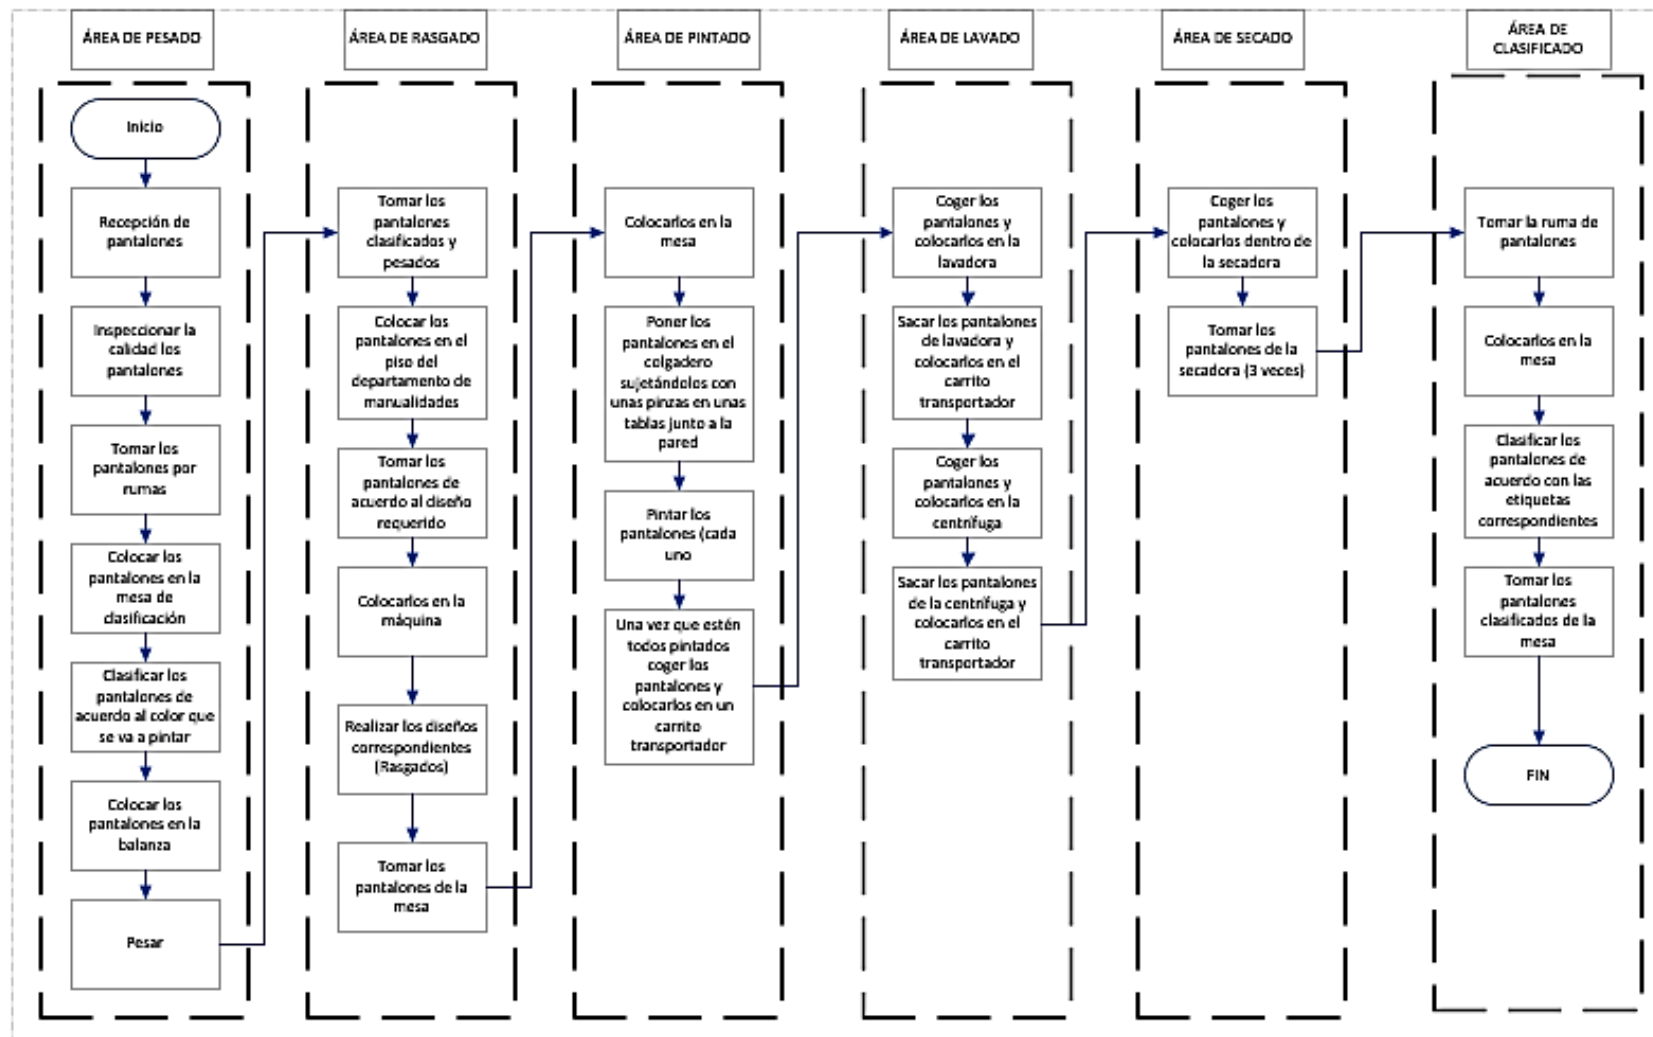 ÁREA DE PESADO
Inicio
Recepción de
pantalones
Inspeccionar la
calidad los
pantalones
Tomar los
pantalones por
rumas
Colocar los
pantalones en la
mesa de
clasificación
Clasificar los
pantalones de
acuerdo al color que
se va a pintar
Colocar los
pantalones en la
balanza
Pesar
ÁREA DE RASGADO
Tomar los
pantalones
clasificados y
pesados
Colocar los
pantalones en el
piso del
departamento de
manualidades
Tomar los
pantalones de
acuerdo al diseño
requerido
Colocarlos en la
máquina
Realizar los diseños
correspondientes
(Rasgados)
Tomar los
pantalones de la
mesa
ÁREA DE PINTADO
Colocarlos en la
mesa
Poner los
pantalones en el
colgadero
sujetándolos con
unas pinzas en unas
tablas junto a la
pared
Pintar los
pantalones (cada
uno
Una vez que estén
todos pintados
coger los
pantalones y
colocarlos en un
carrito
transportador
ÁREA DE LAVADO
Coger los
pantalones y
colocarlos en la
lavadora
Sacar los pantalones
de lavadora y
colocarlos en el
carrito
transportador
Coger los
pantalones y
colocarlos en la
centrífuga
Sacar los pantalones
de la centrífuga y
colocarlos en el
carrito
transportador
ÁREA DE SECADO
Coger los
pantalones y
colocarlos dentro de
la secadora
Tomar los
pantalones de la
secadora (3 veces)
ÁREA DE
CLASIFICADO
Tomar la ruma de
pantalones
Colocarlos en la
mesa
Clasificar los
pantalones de
acuerdo con las
etiquetas
correspondientes
Tomar los
pantalones
clasificados de la
mesa
FIN